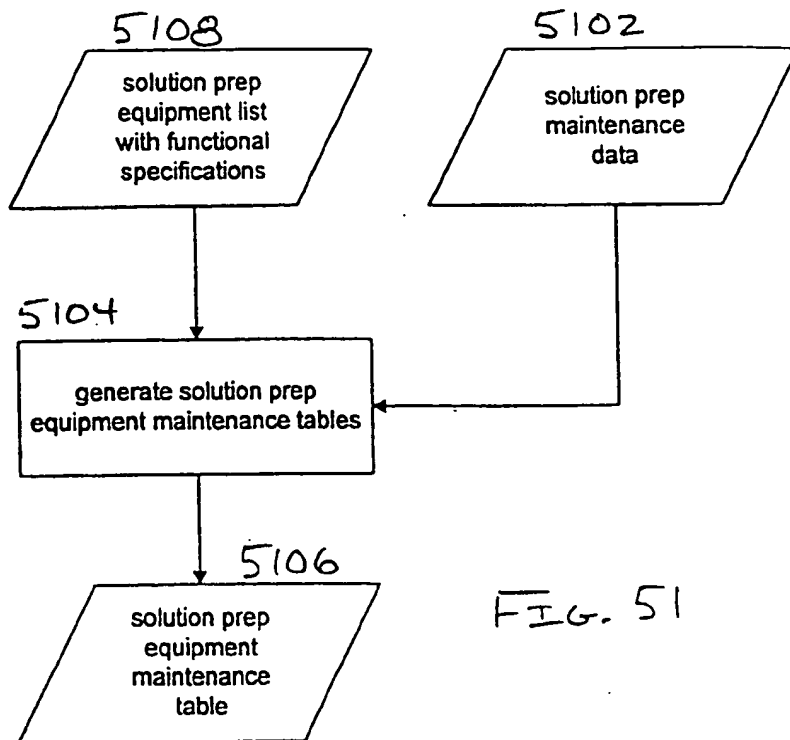 5108
solution prep
equipment list
with functional
specifications
5102
solution prep
maintenance
data
5104
generate solution prep
equipment maintenance tables
5106
solution prep
equipment
maintenance
table
FIG. 51